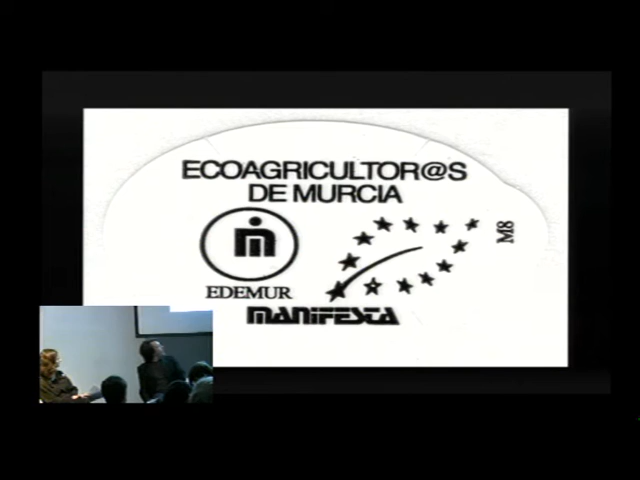 ECOAGRICULTOR@S
DE MURCIA
M8
EDEMUR
MANIFESTA